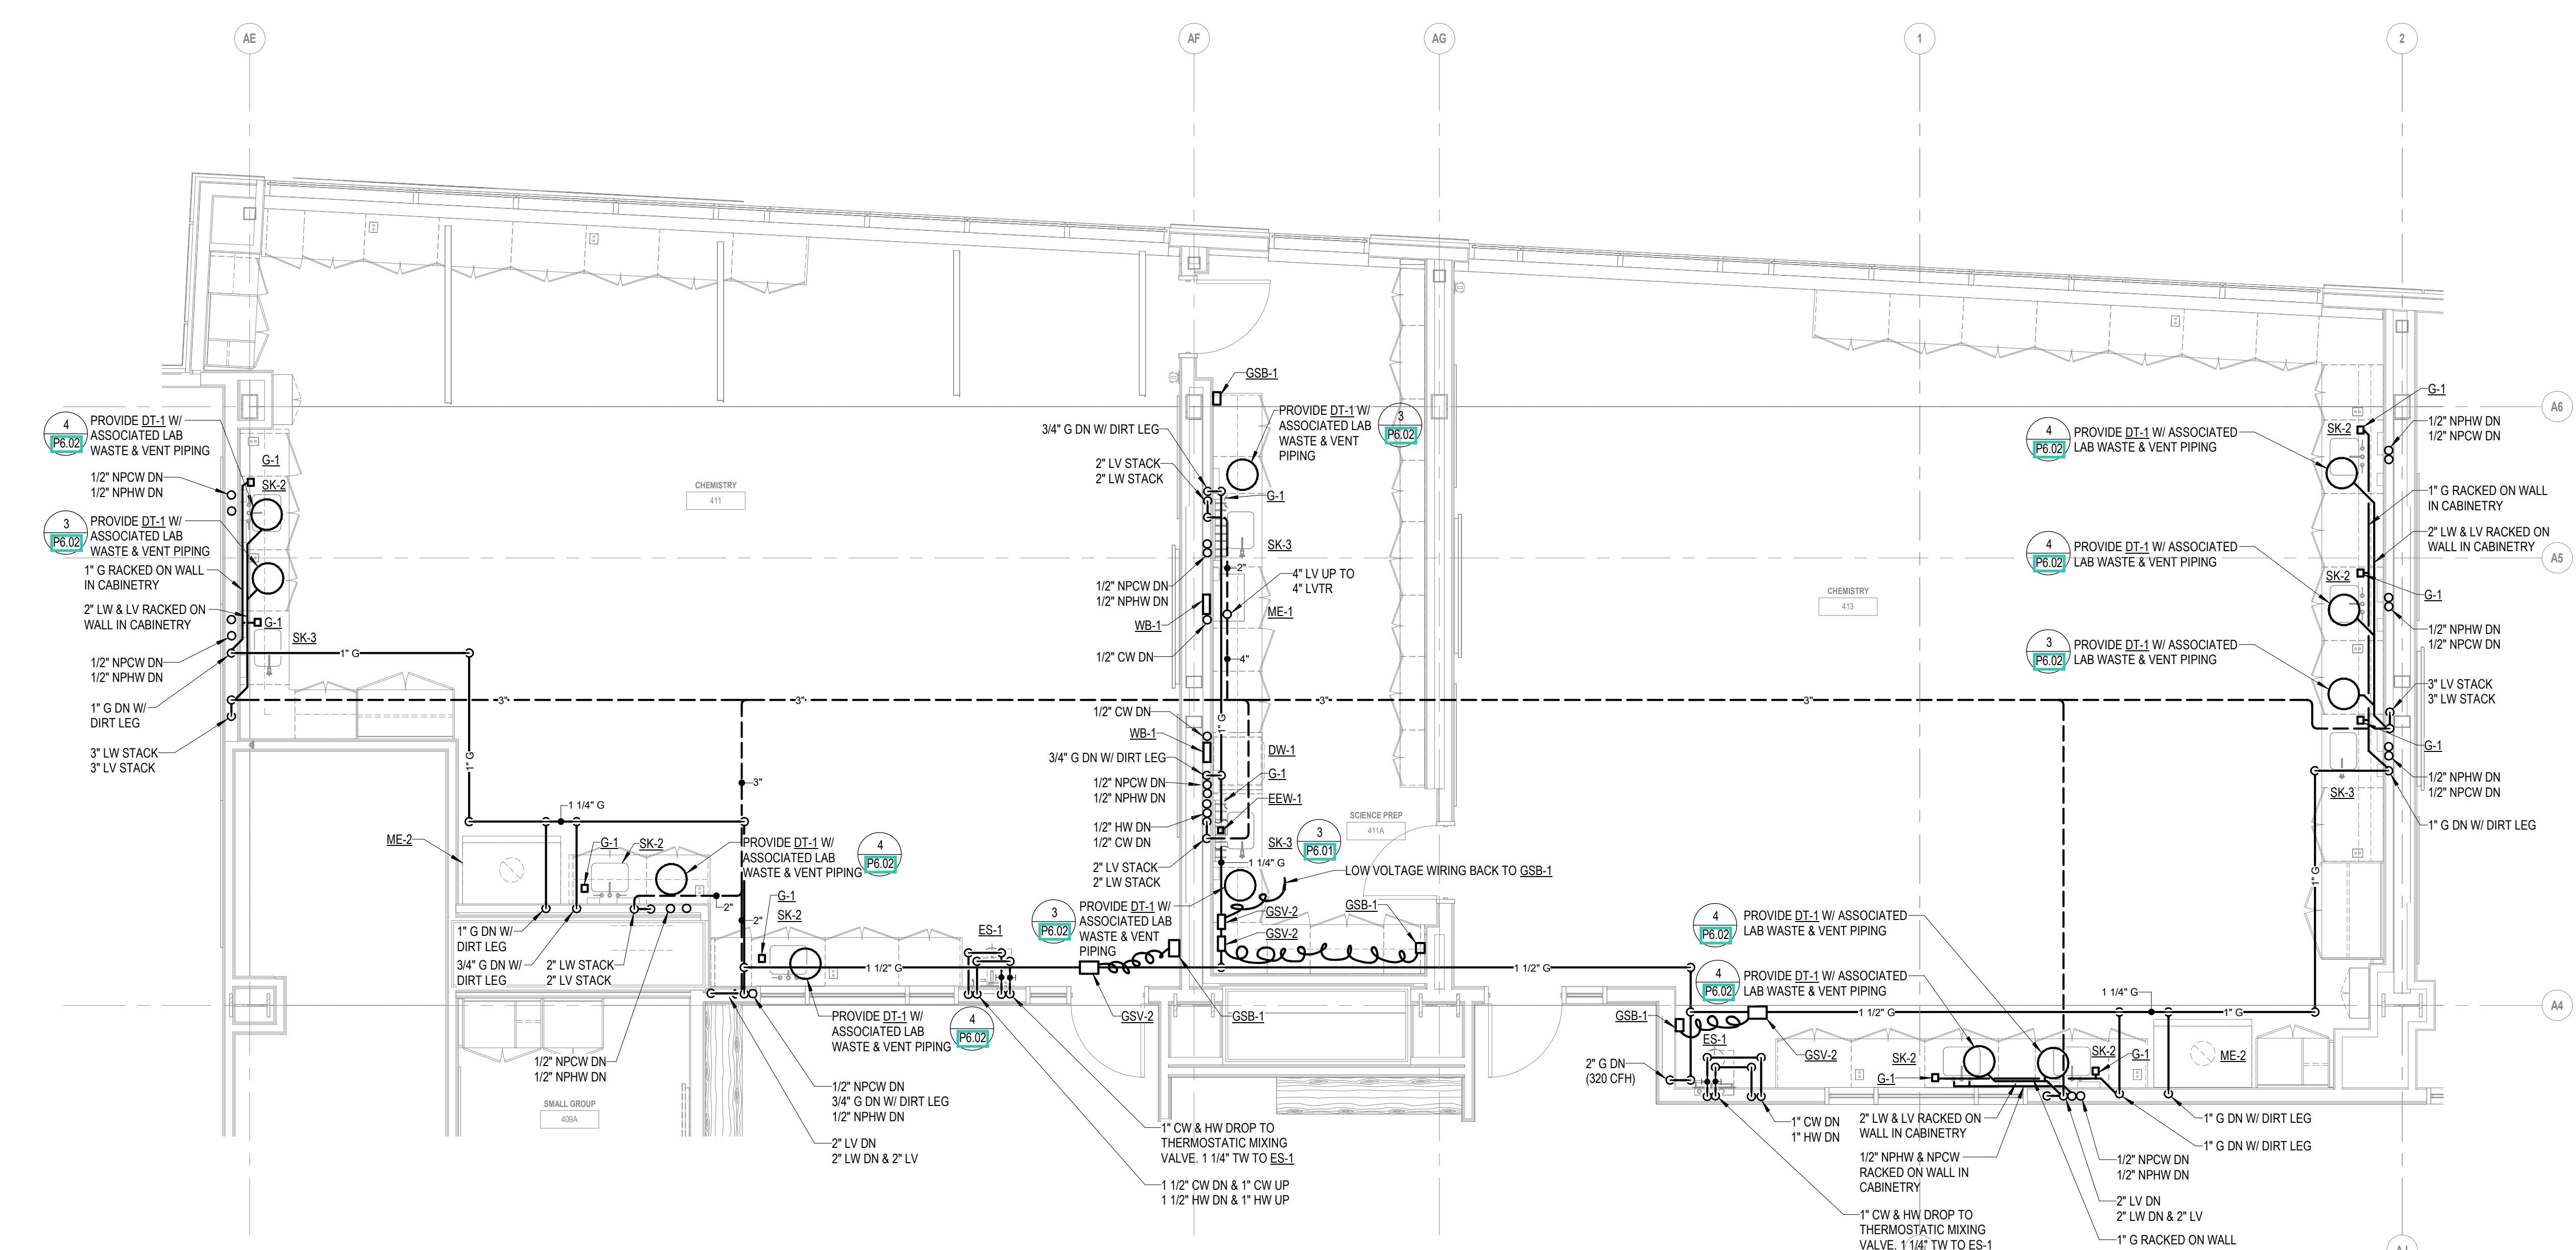 AE
AF
AG
1
2
A6
A5
A4
4
P6.02
PROVIDE DT-1 W/
ASSOCIATED LAB
WASTE & VENT PIPING
G-1
SK-2
1/2" NPCW DN
1/2" NPHW DN
3
P6.02
PROVIDE DT-1 W/
ASSOCIATED LAB
WASTE & VENT PIPING
1" G RACKED ON WALL
IN CABINETRY
2" LW & LV RACKED ON
WALL IN CABINETRY
G-1
SK-3
1/2" NPCW DN
1/2" NPHW DN
1" G
1" G DN W/
DIRT LEG
3" LW STACK
3" LV STACK
3"
3"
3"
3"
CHEMISTRY
411
1" G
1 1/4" G
3"
ME-2
G-1
SK-2
PROVIDE DT-1 W/
ASSOCIATED LAB
WASTE & VENT PIPING
4
P6.02
2"
2"
1" G DN W/
DIRT LEG
3/4" G DN W/
DIRT LEG
2" LW STACK
2" LV STACK
1/2" NPCW DN
1/2" NPHW DN
SMALL GROUP
409A
G-1
SK-2
ES-1
1 1/2" G
PROVIDE DT-1 W/
ASSOCIATED LAB
WASTE & VENT PIPING
4
P6.02
1/2" NPCW DN
3/4" G DN W/ DIRT LEG
1/2" NPHW DN
2" LV DN
2" LW DN & 2" LV
1" CW & HW DROP TO
THERMOSTATIC MIXING
VALVE. 1 1/4" TW TO ES-1
1 1/2" CW DN & 1" CW UP
1 1/2" HW DN & 1" HW UP
GSV-2
GSB-1
GSB-1
PROVIDE DT-1 W/
ASSOCIATED LAB
WASTE & VENT
PIPING
3
P6.02
3/4" G DN W/ DIRT LEG
2" LV STACK
2" LW STACK
G-1
SK-3
2"
1/2" NPCW DN
1/2" NPHW DN
4" LV UP TO
4" LVTR
ME-1
WB-1
1/2" CW DN
4"
1/2" CW DN
WB-1
1" G
DW-1
3/4" G DN W/ DIRT LEG
G-1
1/2" NPCW DN
1/2" NPHW DN
EEW-1
1/2" HW DN
1/2" CW DN
SK-3
3
P6.01
SCIENCE PREP
411A
2" LV STACK
2" LW STACK
1 1/4" G
LOW VOLTAGE WIRING BACK TO GSB-1
3
P6.02
PROVIDE DT-1 W/
ASSOCIATED LAB
WASTE & VENT
PIPING
GSV-2
GSB-1
GSV-2
1 1/2" G
CHEMISTRY
413
4
P6.02
PROVIDE DT-1 W/ ASSOCIATED
LAB WASTE & VENT PIPING
SK-2
G-1
1/2" NPHW DN
1/2" NPCW DN
1" G RACKED ON WALL
IN CABINETRY
2" LW & LV RACKED ON
WALL IN CABINETRY
4
P6.02
PROVIDE DT-1 W/ ASSOCIATED
LAB WASTE & VENT PIPING
SK-2
G-1
1/2" NPHW DN
1/2" NPCW DN
3
P6.02
PROVIDE DT-1 W/ ASSOCIATED
LAB WASTE & VENT PIPING
3" LV STACK
3" LW STACK
G-1
1/2" NPHW DN
1/2" NPCW DN
SK-3
1" G DN W/ DIRT LEG
1" G
4
P6.02
PROVIDE DT-1 W/ ASSOCIATED
LAB WASTE & VENT PIPING
4
P6.02
PROVIDE DT-1 W/ ASSOCIATED
LAB WASTE & VENT PIPING
1 1/4" G
1 1/2" G
1" G
GSB-1
ES-1
GSV-2
SK-2
SK-2
G-1
G-1
ME-2
2" G DN
(320 CFH)
1" CW DN
1" HW DN
2" LW & LV RACKED ON
WALL IN CABINETRY
1/2" NPHW & NPCW
RACKED ON WALL IN
CABINETRY
1" CW & HW DROP TO
THERMOSTATIC MIXING
VALVE. 1 1/4" TW TO ES-1
1" G DN W/ DIRT LEG
1" G DN W/ DIRT LEG
1/2" NPCW DN
1/2" NPHW DN
2" LV DN
2" LW DN & 2" LV
1" G RACKED ON WALL